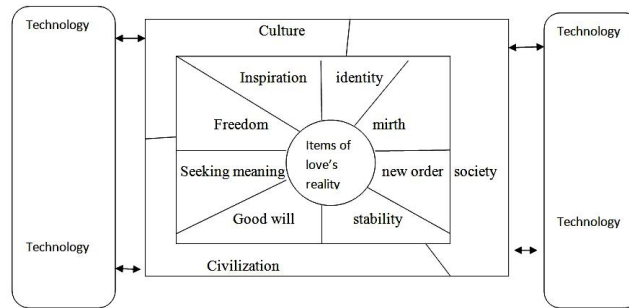 Technology
Culture
Technology
Inspiration
identity
Freedom
mirth
Items of
love's
reality
Seeking meaning
new order
society
Good will
stability
Technology
Technology
Civilization